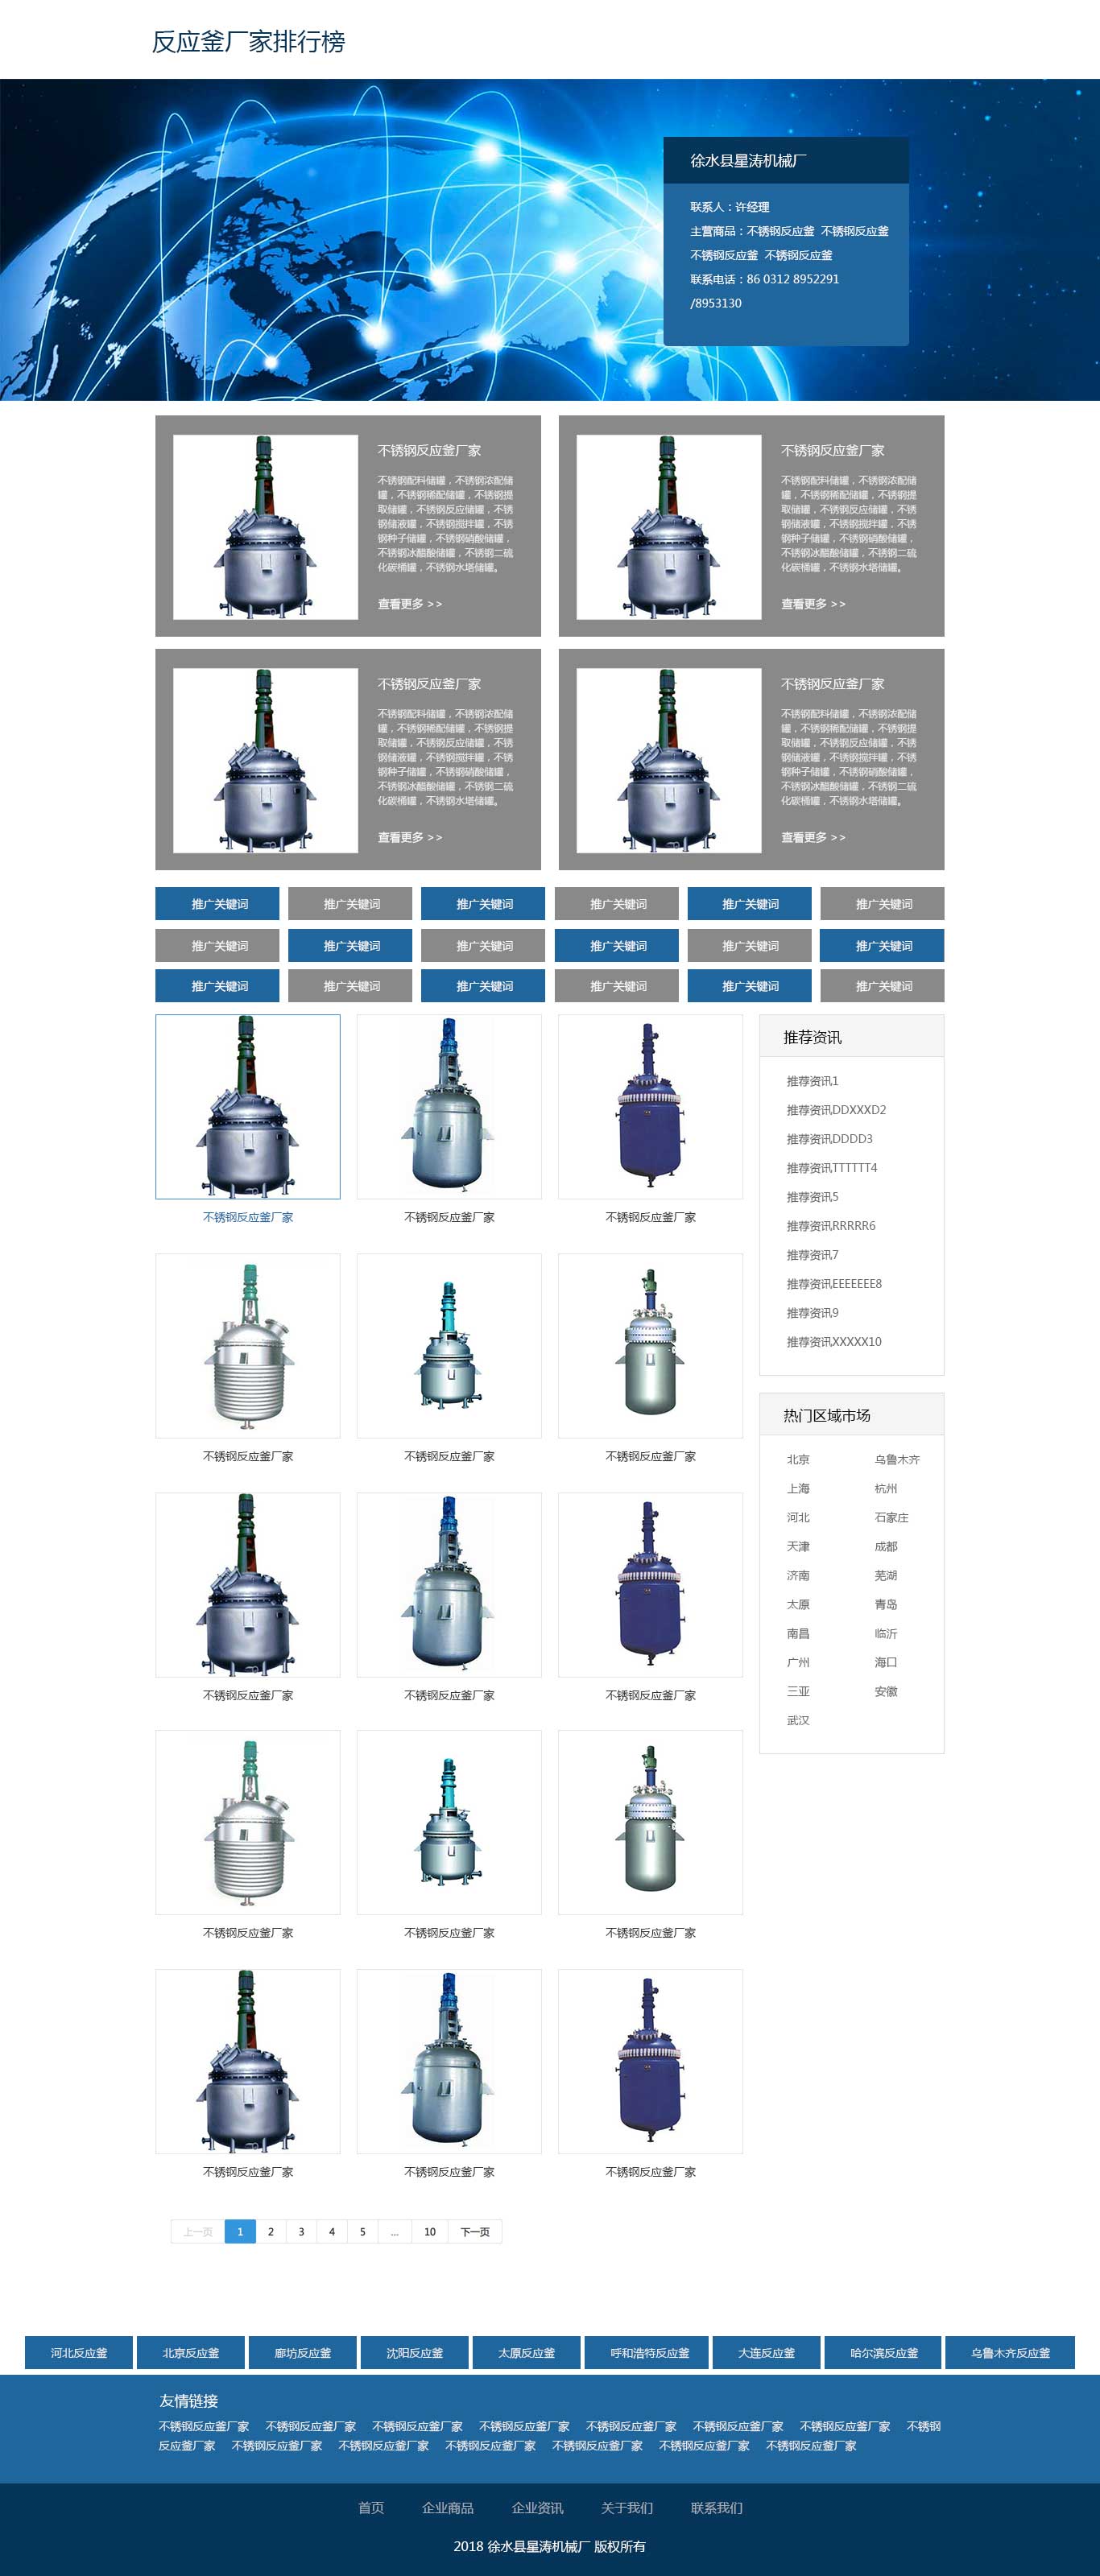 反应釜厂家排行榜
徐水县星涛机械厂
联系人：许经理
主营商品：不锈钢反应釜 不锈钢反应釜
不锈钢反应釜 不锈钢反应釜
联系电话：86 0312 8952291
/8953130
不锈钢反应釜厂家
不锈钢配料储罐，不锈钢浓配储
罐，不锈钢稀配储罐，不锈钢提
取储罐，不锈钢反应储罐，不锈
钢储液罐，不锈钢搅拌罐，不锈
钢种子储罐，不锈钢硝酸储罐，
不锈钢冰醋酸储罐，不锈钢二硫
化碳桶罐，不锈钢水塔储罐。
查看更多 >>
不锈钢反应釜厂家
不锈钢配料储罐，不锈钢浓配储
罐，不锈钢稀配储罐，不锈钢提
取储罐，不锈钢反应储罐，不锈
钢储液罐，不锈钢搅拌罐，不锈
钢种子储罐，不锈钢硝酸储罐，
不锈钢冰醋酸储罐，不锈钢二硫
化碳桶罐，不锈钢水塔储罐。
查看更多 >>
不锈钢反应釜厂家
不锈钢配料储罐，不锈钢浓配储
罐，不锈钢稀配储罐，不锈钢提
取储罐，不锈钢反应储罐，不锈
钢储液罐，不锈钢搅拌罐，不锈
钢种子储罐，不锈钢硝酸储罐，
不锈钢冰醋酸储罐，不锈钢二硫
化碳桶罐，不锈钢水塔储罐。
查看更多 >>
不锈钢反应釜厂家
不锈钢配料储罐，不锈钢浓配储
罐，不锈钢稀配储罐，不锈钢提
取储罐，不锈钢反应储罐，不锈
钢储液罐，不锈钢搅拌罐，不锈
钢种子储罐，不锈钢硝酸储罐，
不锈钢冰醋酸储罐，不锈钢二硫
化碳桶罐，不锈钢水塔储罐。
查看更多 >>
推广关键词 推广关键词 推广关键词 推广关键词 推广关键词 推广关键词
推广关键词 推广关键词 推广关键词 推广关键词 推广关键词 推广关键词
推广关键词 推广关键词 推广关键词 推广关键词 推广关键词 推广关键词
不锈钢反应釜厂家 不锈钢反应釜厂家 不锈钢反应釜厂家
不锈钢反应釜厂家 不锈钢反应釜厂家 不锈钢反应釜厂家
不锈钢反应釜厂家 不锈钢反应釜厂家 不锈钢反应釜厂家
不锈钢反应釜厂家 不锈钢反应釜厂家 不锈钢反应釜厂家
不锈钢反应釜厂家 不锈钢反应釜厂家 不锈钢反应釜厂家
推荐资讯
推荐资讯1
推荐资讯DDXXXD2
推荐资讯DDDD3
推荐资讯TTTTTT4
推荐资讯5
推荐资讯RRRRR6
推荐资讯7
推荐资讯EEEEEEE8
推荐资讯9
推荐资讯XXXXX10
热门区域市场
北京 乌鲁木齐
上海 杭州
河北 石家庄
天津 成都
济南 芜湖
太原 青岛
南昌 临沂
广州 海口
三亚 安徽
武汉
上一页 1 2 3 4 5 ... 10 下一页
河北反应釜 北京反应釜 廊坊反应釜 沈阳反应釜 太原反应釜 呼和浩特反应釜 大连反应釜 哈尔滨反应釜 乌鲁木齐反应釜
友情链接
不锈钢反应釜厂家 不锈钢反应釜厂家 不锈钢反应釜厂家 不锈钢反应釜厂家 不锈钢反应釜厂家 不锈钢反应釜厂家 不锈钢反应釜厂家 不锈钢
反应釜厂家 不锈钢反应釜厂家 不锈钢反应釜厂家 不锈钢反应釜厂家 不锈钢反应釜厂家 不锈钢反应釜厂家 不锈钢反应釜厂家
首页 企业商品 企业资讯 关于我们 联系我们
2018 徐水县星涛机械厂 版权所有